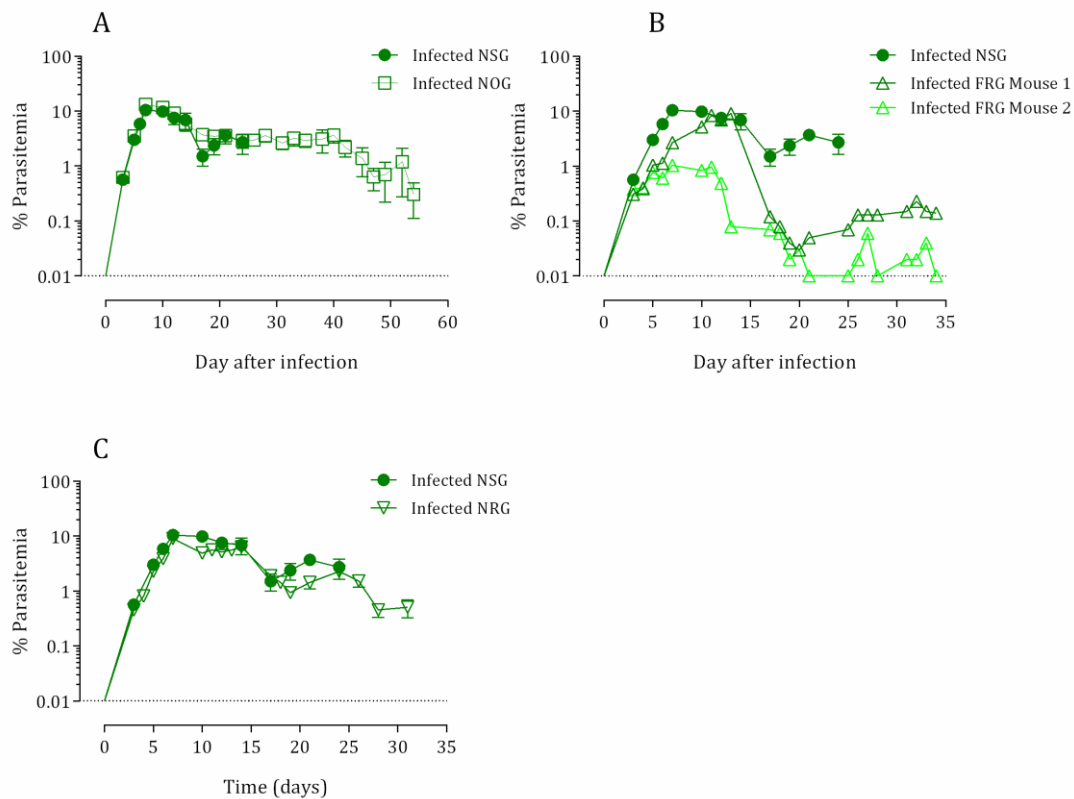 A
Infected NSG
Infected NOG
% Parasitemia
100
10
1
0.1
0.01
0 10 20 30 40 50 60
Day after infection
B
Infected NSG
Infected FRG Mouse 1
Infected FRG Mouse 2
% Parasitemia
100
10
1
0.1
0.01
0 5 10 15 20 25 30 35
Day after infection
C
Infected NSG
Infected NRG
% Parasitemia
100
10
1
0.1
0.01
0 5 10 15 20 25 30 35
Time (days)